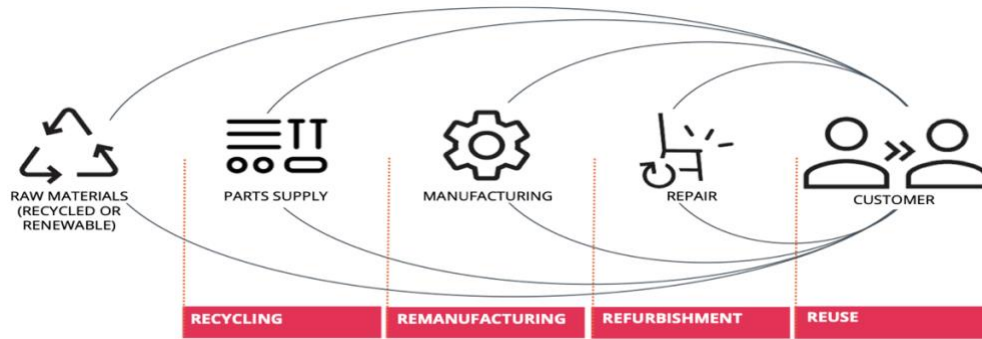 RAW MATERIALS
(RECYCLED OR
RENEWABLE)
PARTS SUPPLY
MANUFACTURING
REPAIR
CUSTOMER
RECYCLING
REMANUFACTURING
REFURBISHMENT
REUSE